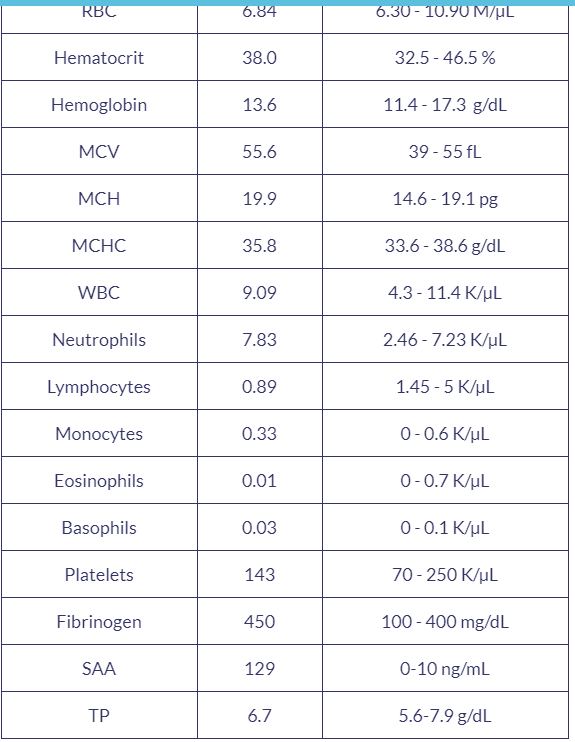 RBC 6.84 6.30 - 10.90 M/µL
Hematocrit 38.0 32.5 - 46.5 %
Hemoglobin 13.6 11.4 - 17.3 g/dL
MCV 55.6 39 - 55 fL
MCH 19.9 14.6 - 19.1 pg
MCHC 35.8 33.6 - 38.6 g/dL
WBC 9.09 4.3 - 11.4 K/µL
Neutrophils 7.83 2.46 - 7.23 K/µL
Lymphocytes 0.89 1.45 - 5 K/µL
Monocytes 0.33 0 - 0.6 K/µL
Eosinophils 0.01 0 - 0.7 K/µL
Basophils 0.03 0 - 0.1 K/µL
Platelets 143 70 - 250 K/µL
Fibrinogen 450 100 - 400 mg/dL
SAA 129 0-10 ng/mL
TP 6.7 5.6-7.9 g/dL